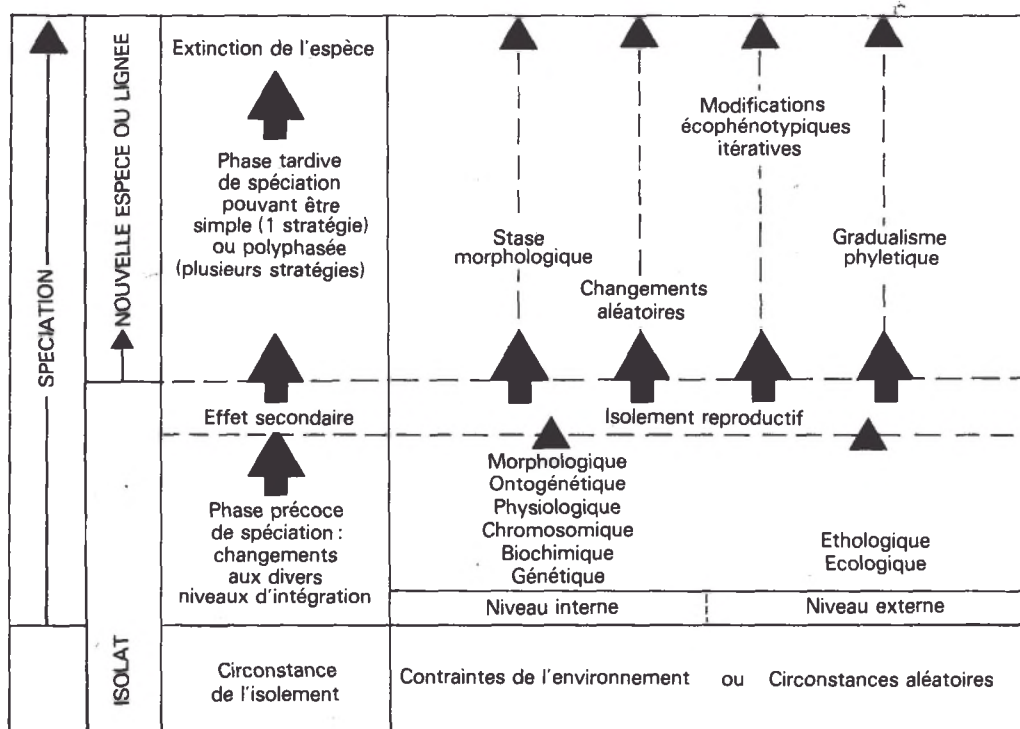 SPECIATION
NOUVELLE ESPECE OU LIGNEE
ISOLAT
Extinction de l'espèce
Phase tardive
de spéciation
pouvant être
simple (1 stratégie)
ou polyphasée
(plusieurs stratégies)
Stase
morphologique
Changements
aléatoires
Modifications
écophénotypiques
itératives
Gradualisme
phyletique
Effet secondaire
Isolement reproductif
Phase précoce
de spéciation :
changements
aux divers
niveaux d'intégration
Morphologique
Ontogénétique
Physiologique
Chromosomique
Biochimique
Génétique
Ethologique
Ecologique
Niveau interne
Niveau externe
Circonstance
de l'isolement
Contraintes de l'environnement ou Circonstances aléatoires